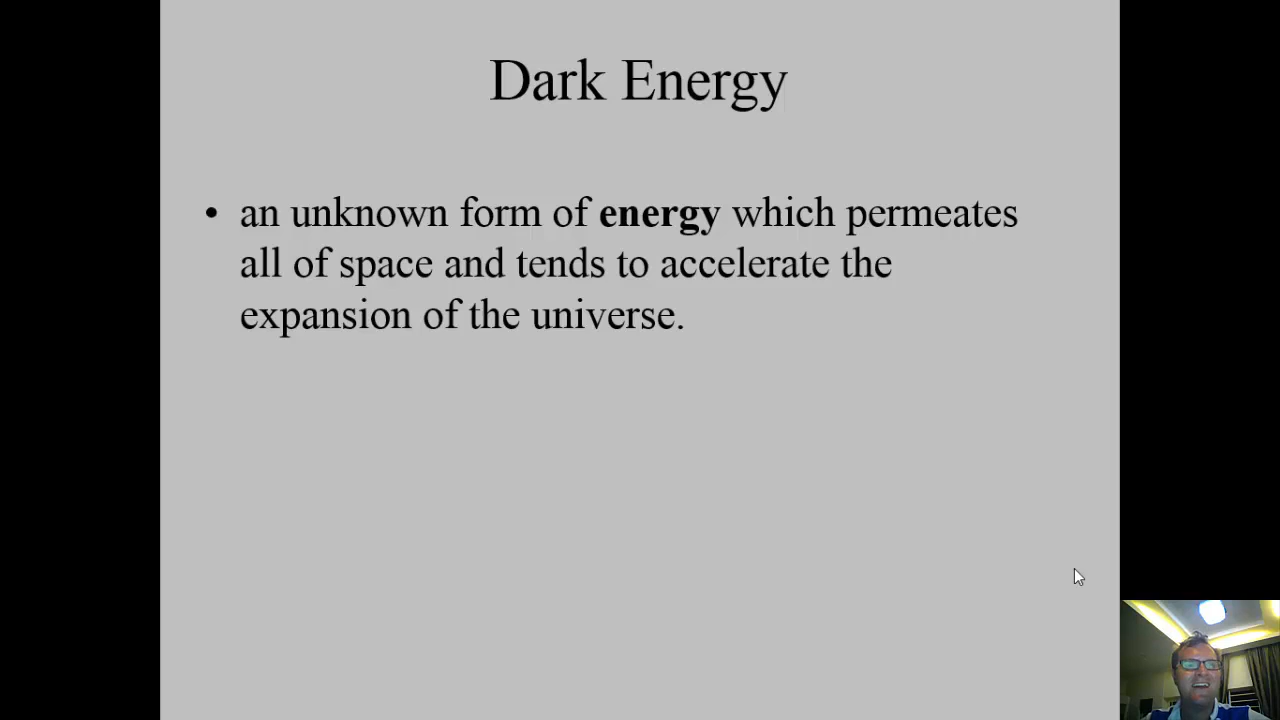 Dark Energy
• an unknown form of energy which permeates
all of space and tends to accelerate the
expansion of the universe.